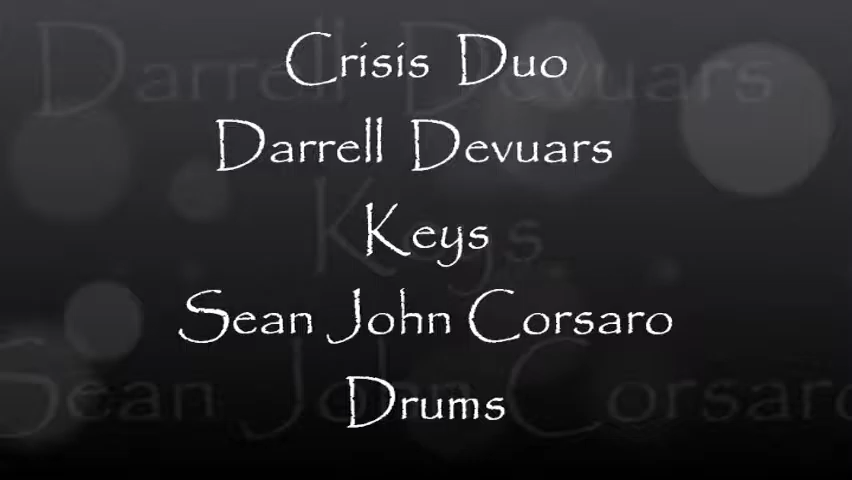 Crisis Duo
Darrell Devuars
Keys
Sean John Corsaro
Drums